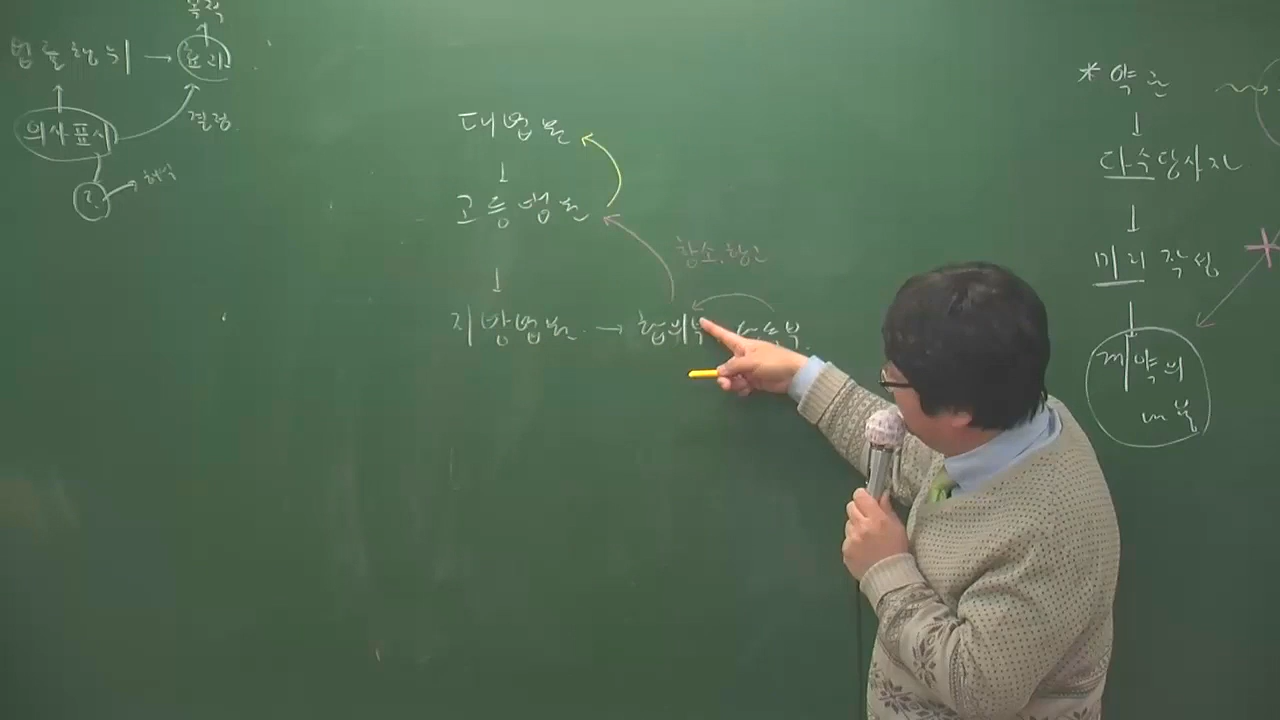 목적
법률행위 → 효과
의사표시
결정
?
해석
대법원
고등법원
항소, 항고
지방법원 → 합의부
* 약관
다수당사자
미리 작성
계약의
내용